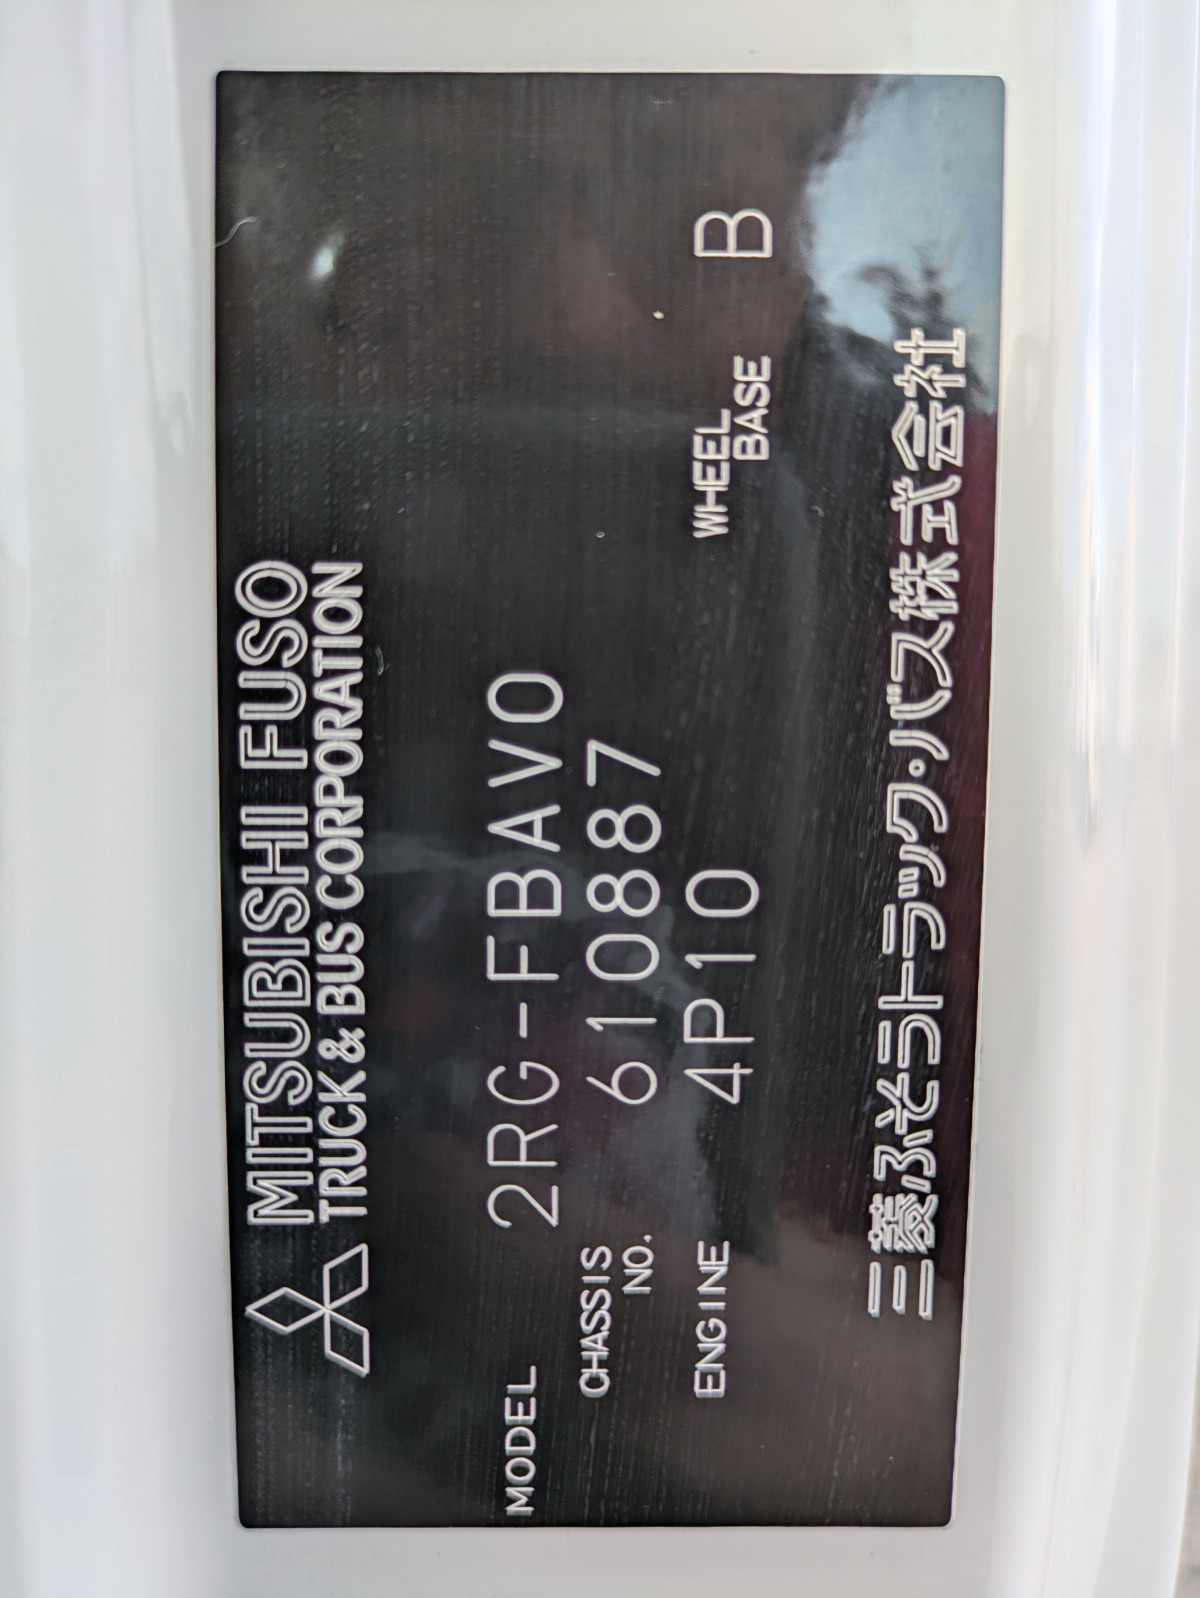 MITSUBISHI FUSO
TRUCK & BUS CORPORATION
MODEL 2RG-FBAV0
CHASSIS NO. 610887
ENGINE 4P10 WHEEL BASE B
三菱ふそうトラック・バス株式会社